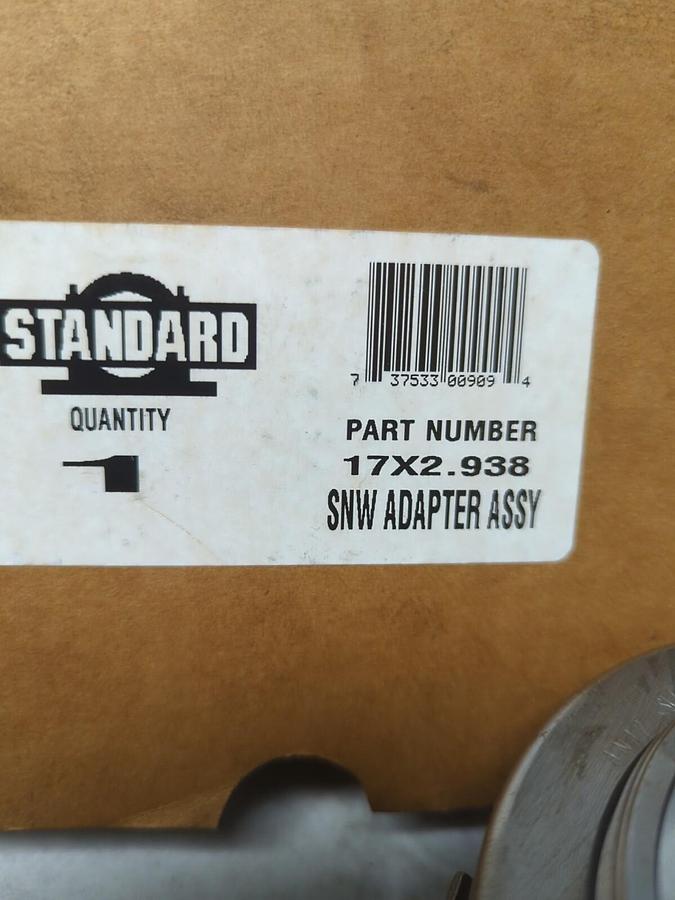 STANDARD
QUANTITY
1
7 37533 00909 4
PART NUMBER
17X2.938
SNW ADAPTER ASSY